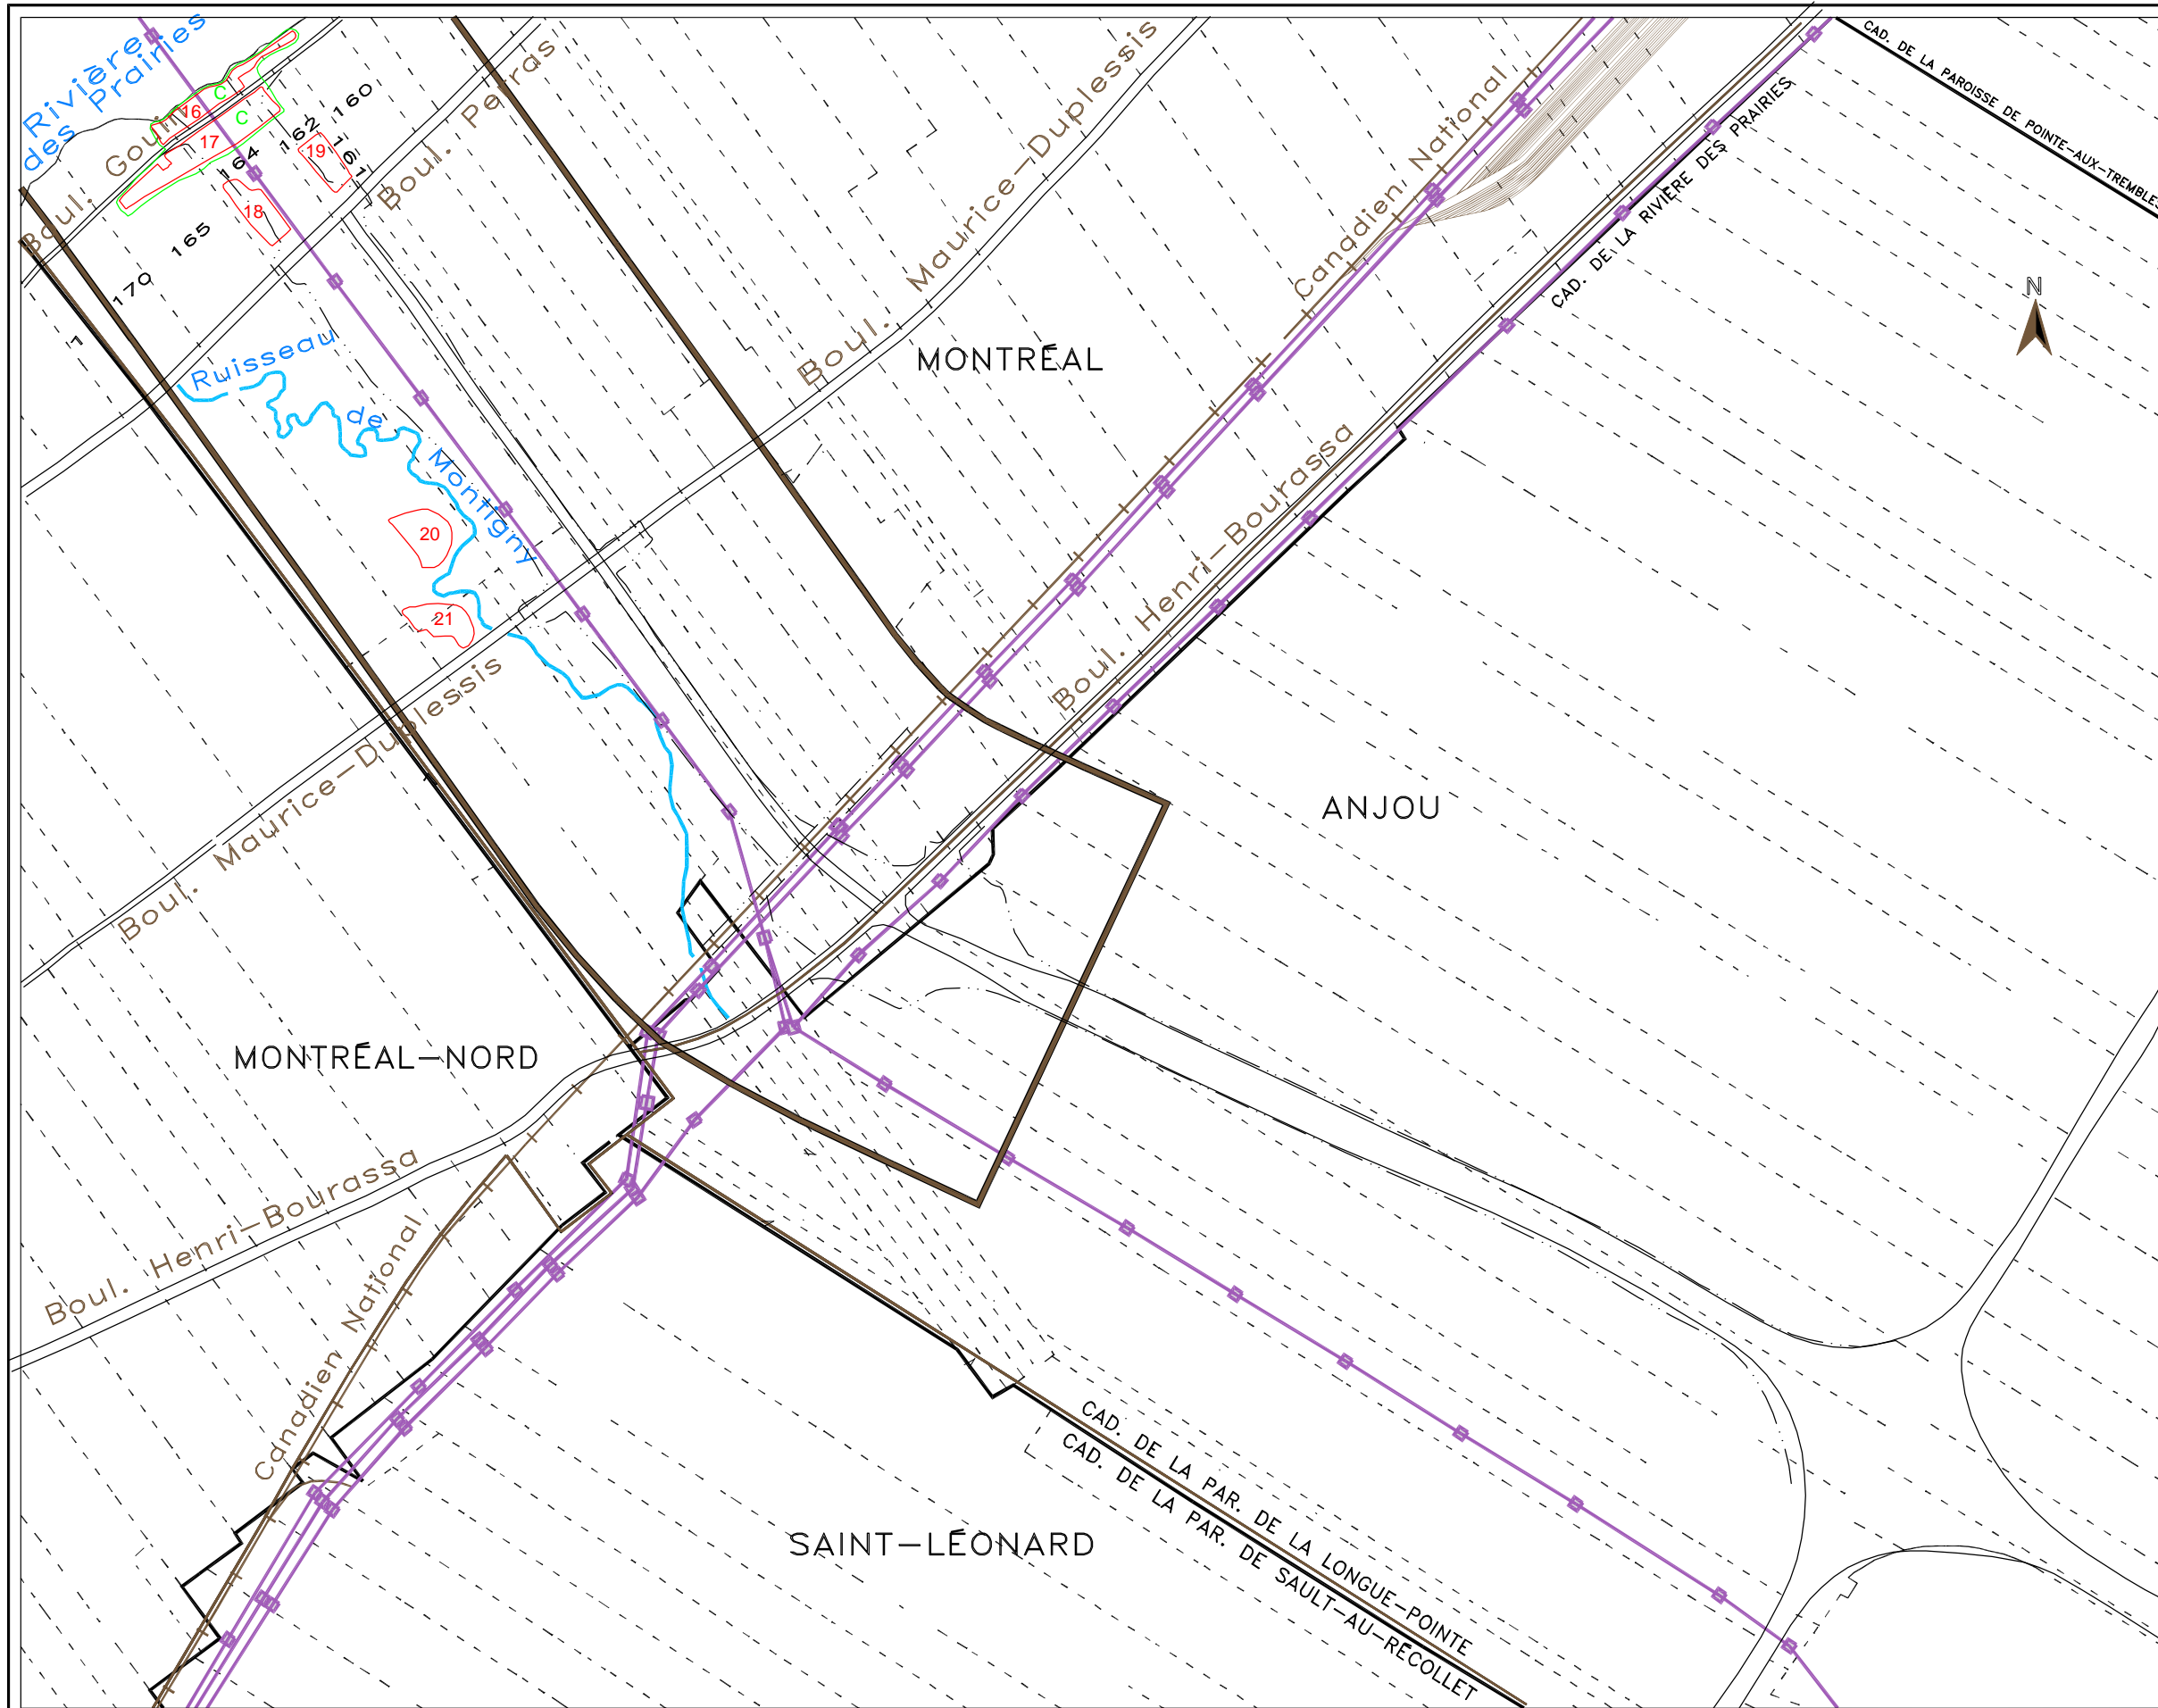 Rivière
des Prairies
C
16
Boul. Gouin
C
17
160
162
161
19
164
18
165
170
1
Boul. Perras
Boul. Maurice-Duplessis
Canadien National
CAD. DE LA PAROISSE DE POINTE-AUX-TREMBLES
CAD. DE LA RIVIÈRE DES PRAIRIES
N
MONTRÉAL
Ruisseau
de
Montigny
20
21
Boul. Henri-Bourassa
Boul. Maurice-Duplessis
ANJOU
MONTRÉAL-NORD
Boul. Henri-Bourassa
Canadien National
CAD. DE LA PAR. DE LA LONGUE-POINTE
CAD. DE LA PAR. DE SAULT-AU-RÉCOLLET
SAINT-LÉONARD